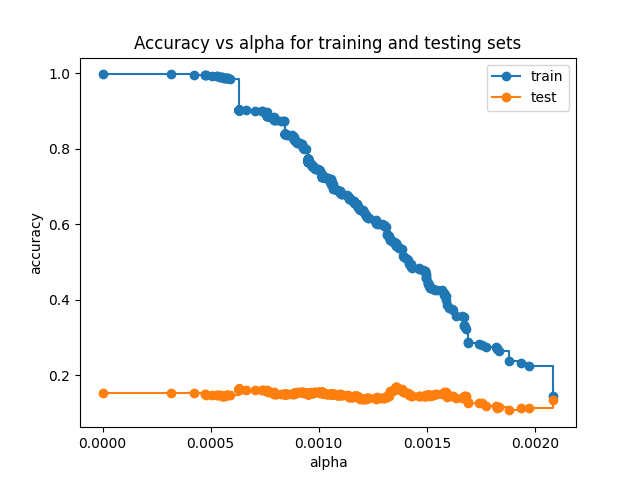 Accuracy vs alpha for training and testing sets
train
test
accuracy
1.0
0.8
0.6
0.4
0.2
0.0000
0.0005
0.0010
0.0015
0.0020
alpha